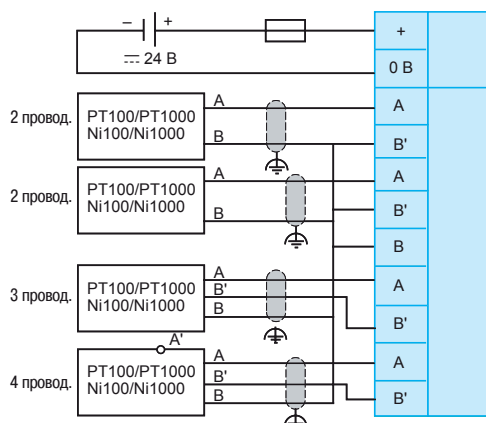 – +
24 В
+
0 В
2 провод.
PT100/PT1000
Ni100/Ni1000
A
B
A
B'
2 провод.
PT100/PT1000
Ni100/Ni1000
A
B
A
B'
B
3 провод.
PT100/PT1000
Ni100/Ni1000
A
B'
B
A
B'
4 провод.
A'
PT100/PT1000
Ni100/Ni1000
A
B'
B
A
B'